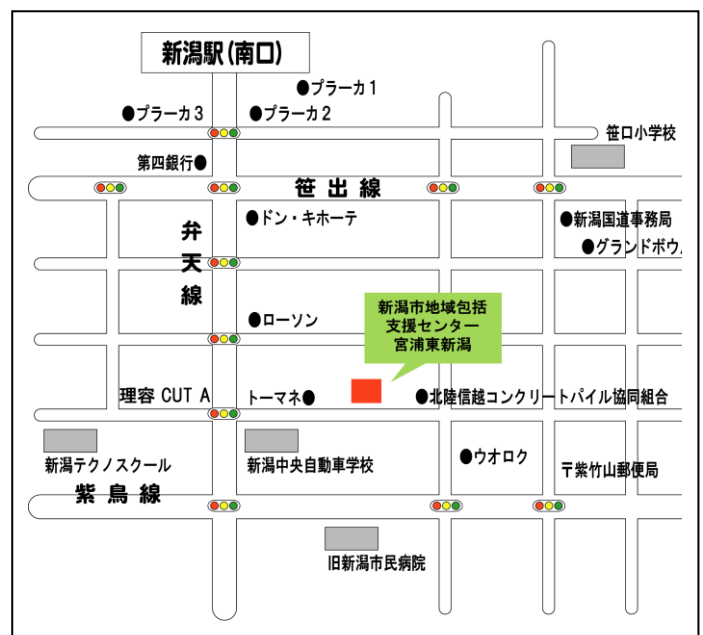 新潟駅(南口)
●プラーカ1
●プラーカ3
●プラーカ2
笹口小学校
第四銀行●
笹出線
●ドン・キホーテ
●新潟国道事務局
弁天線
●グランドボウ
新潟市地域包括
支援センター
宮浦東新潟
●ローソン
理容 CUT A
トーマネ●
●北陸信越コンクリートパイル協同組合
新潟テクノスクール
新潟中央自動車学校
●ウオロク
〒紫竹山郵便局
紫鳥線
旧新潟市民病院